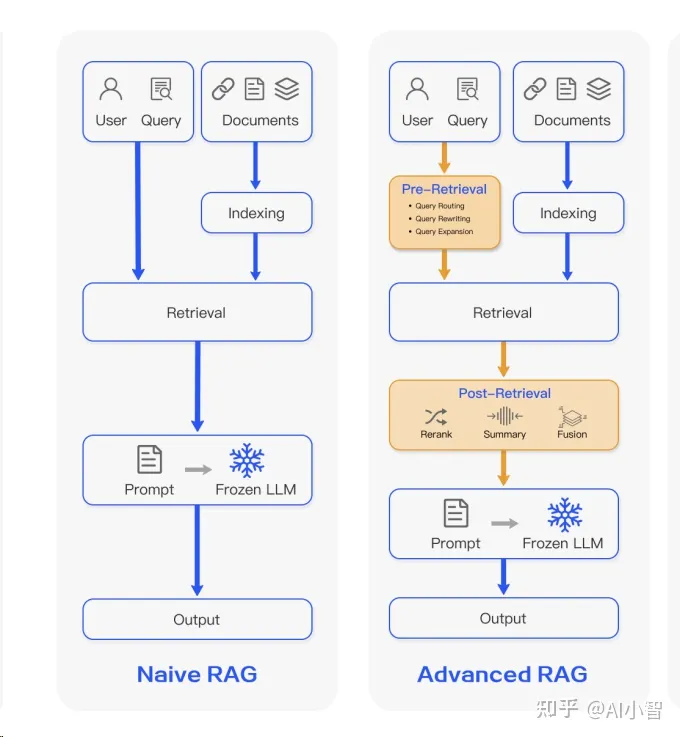 User Query
Documents
Indexing
Retrieval
Prompt
Frozen LLM
Output
Naive RAG
User Query
Documents
Pre-Retrieval
• Query Routing
• Query Rewriting
• Query Expansion
Indexing
Retrieval
Post-Retrieval
Rerank
Summary
Fusion
Prompt
Frozen LLM
Output
Advanced RAG
知乎 @AI小智